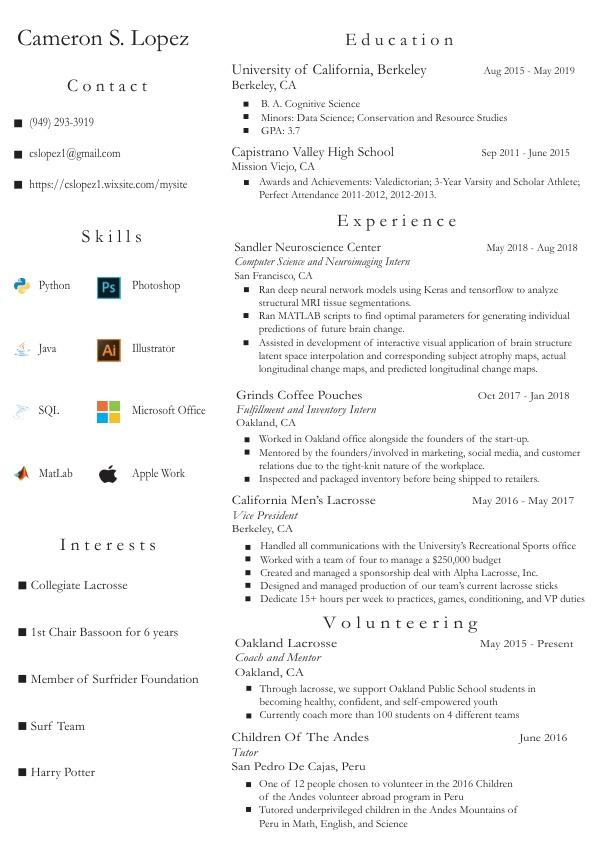 Cameron S. Lopez
Contact
(949) 293-3919
cslopez1@gmail.com
https://cslopez1.wixsite.com/mysite
Skills
Python
Ps
Photoshop
Java
Ai
Illustrator
SQL
Microsoft Office
MatLab
Apple Work
Interests
Collegiate Lacrosse
1st Chair Bassoon for 6 years
Member of Surfrider Foundation
Surf Team
Harry Potter
Education
University of California, Berkeley Aug 2015 - May 2019
Berkeley, CA
B. A. Cognitive Science
Minors: Data Science; Conservation and Resource Studies
GPA: 3.7
Capistrano Valley High School Sep 2011 - June 2015
Mission Viejo, CA
Awards and Achievements: Valedictorian; 3-Year Varsity and Scholar Athlete;
Perfect Attendance 2011-2012, 2012-2013.
Experience
Sandler Neuroscience Center May 2018 - Aug 2018
Computer Science and Neuroimaging Intern
San Francisco, CA
Ran deep neural network models using Keras and tensorflow to analyze
structural MRI tissue segmentations.
Ran MATLAB scripts to find optimal parameters for generating individual
predictions of future brain change.
Assisted in development of interactive visual application of brain structure
latent space interpolation and corresponding subject atrophy maps, actual
longitudinal change maps, and predicted longitudinal change maps.
Grinds Coffee Pouches Oct 2017 - Jan 2018
Fulfillment and Inventory Intern
Oakland, CA
Worked in Oakland office alongside the founders of the start-up.
Mentored by the founders/involved in marketing, social media, and customer
relations due to the tight-knit nature of the workplace.
Inspected and packaged inventory before being shipped to retailers.
California Men's Lacrosse May 2016 - May 2017
Vice President
Berkeley, CA
Handled all communications with the University's Recreational Sports office
Worked with a team of four to manage a $250,000 budget
Created and managed a sponsorship deal with Alpha Lacrosse, Inc.
Designed and managed production of our team's current lacrosse sticks
Dedicate 15+ hours per week to practices, games, conditioning, and VP duties
Volunteering
Oakland Lacrosse May 2015 - Present
Coach and Mentor
Oakland, CA
Through lacrosse, we support Oakland Public School students in
becoming healthy, confident, and self-empowered youth
Currently coach more than 100 students on 4 different teams
Children Of The Andes June 2016
Tutor
San Pedro De Cajas, Peru
One of 12 people chosen to volunteer in the 2016 Children
of the Andes volunteer abroad program in Peru
Tutored underprivileged children in the Andes Mountains of
Peru in Math, English, and Science